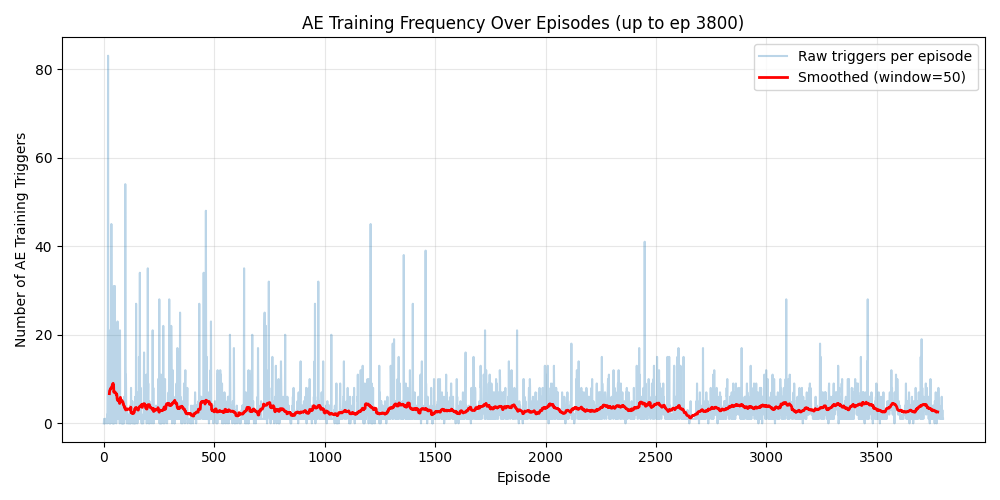 AE Training Frequency Over Episodes (up to ep 3800)
Raw triggers per episode
Smoothed (window=50)
Number of AE Training Triggers
80
60
40
20
0
0 500 1000 1500 2000 2500 3000 3500
Episode